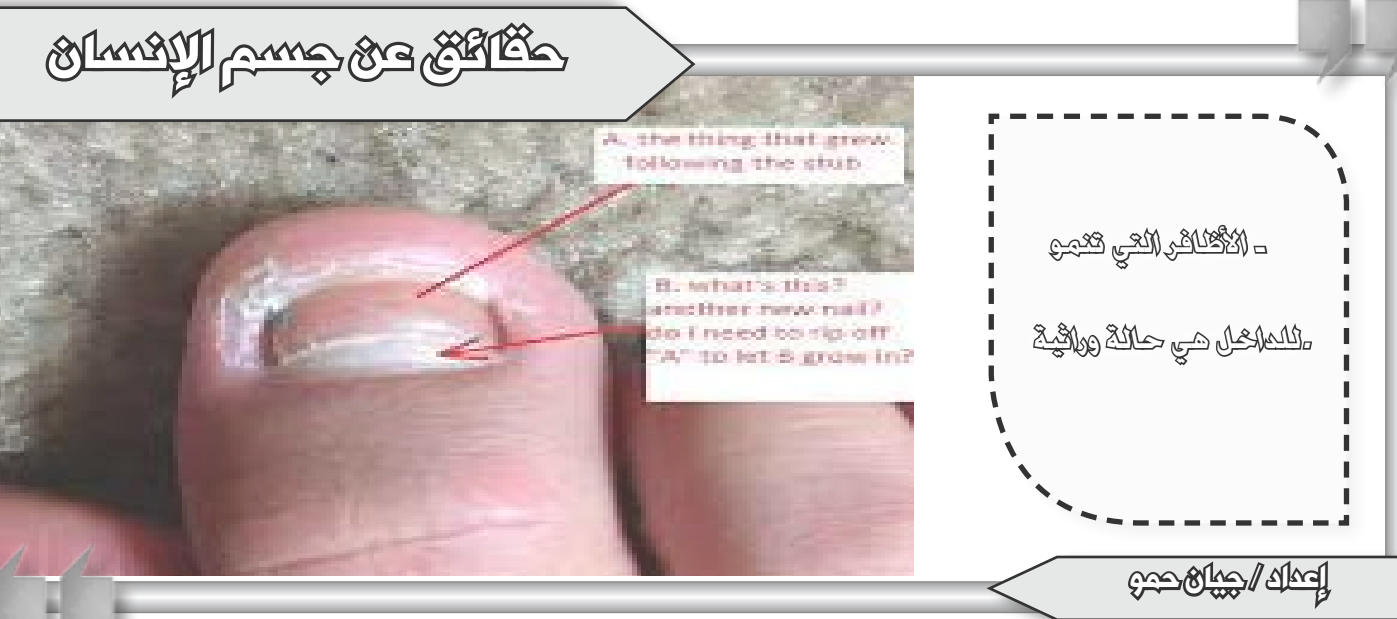 حقائق عن جسم الإنسان
A. the thing that grew
following the stub
B. what's this?
another new nail?
do I need to rip off
"A" to let B grow in?
- الأظافر التي تنمو
للداخل هي حالة وراثية.
إعداد / جيان حمو